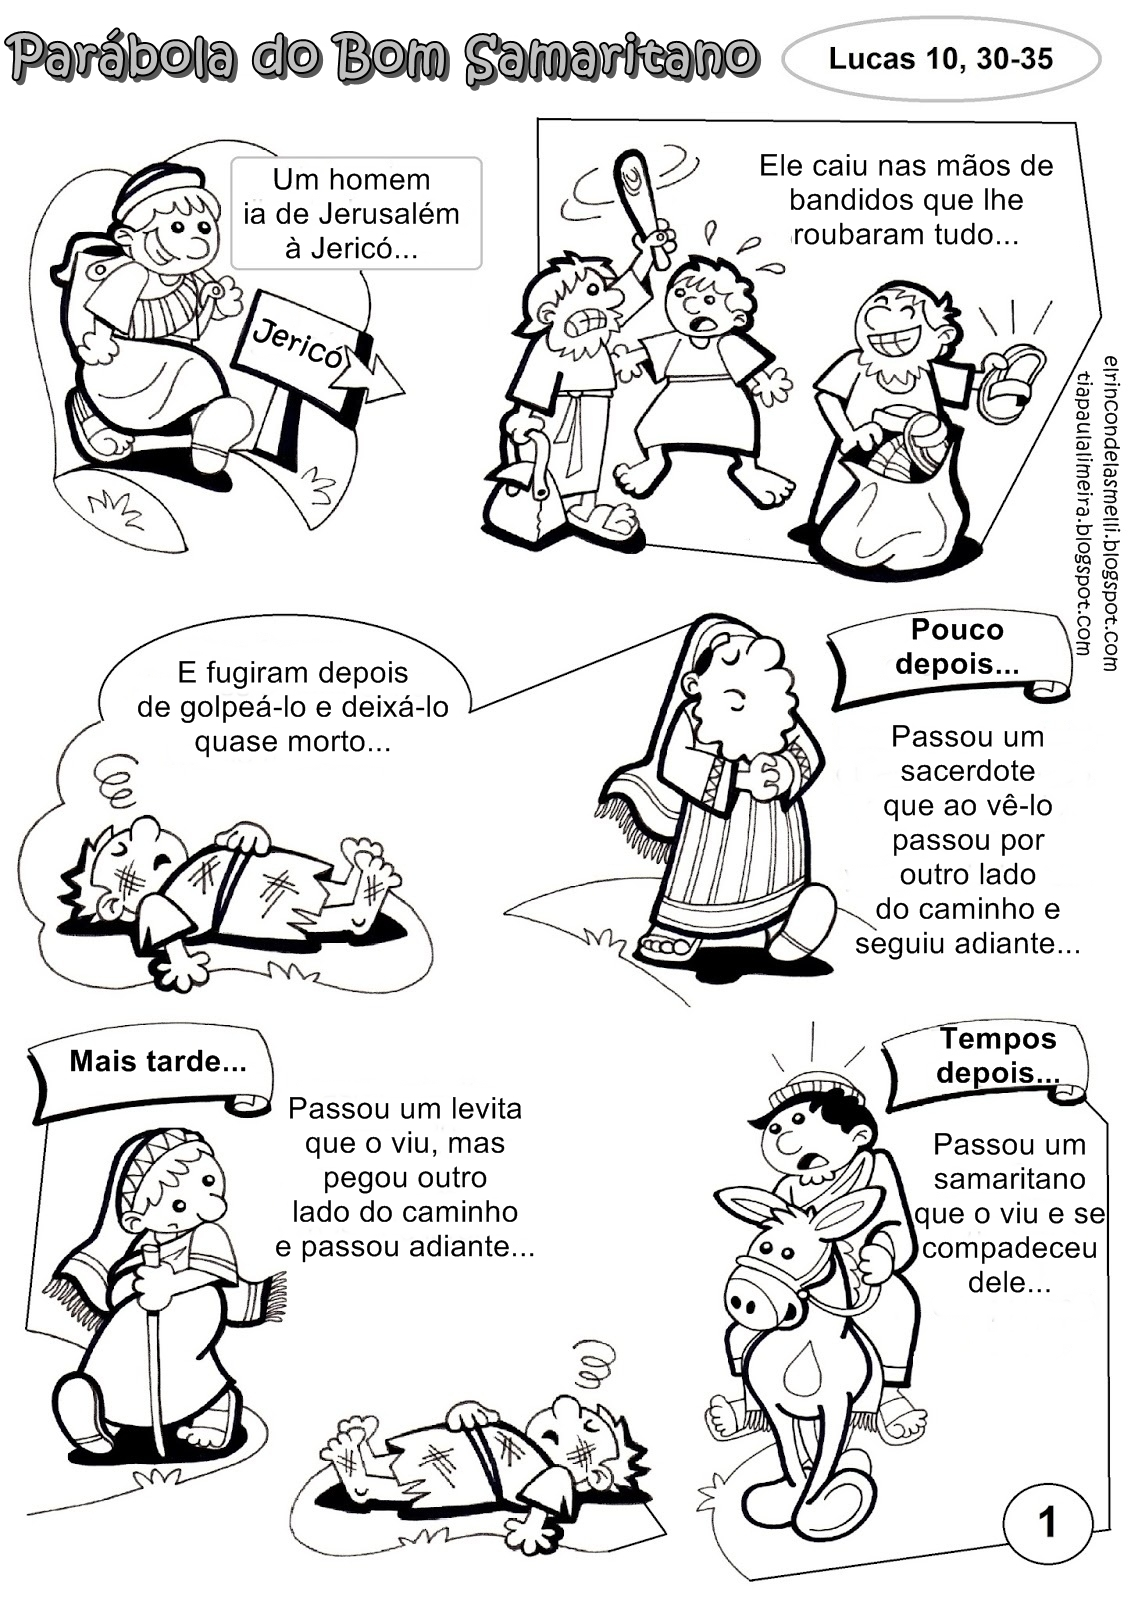 Parábola do Bom Samaritano
Lucas 10, 30-35
Um homem
ia de Jerusalém
à Jericó...
Jericó
Ele caiu nas mãos de
bandidos que lhe
roubaram tudo...
elrincondelasmelli.blogspot.com
tiapaulalimeira.blogspot.com
E fugiram depois
de golpeá-lo e deixá-lo
quase morto...
Pouco
depois...
Passou um
sacerdote
que ao vê-lo
passou por
outro lado
do caminho e
seguiu adiante...
Mais tarde...
Passou um levita
que o viu, mas
pegou outro
lado do caminho
e passou adiante...
Tempos
depois...
Passou um
samaritano
que o viu e se
compadeceu
dele...
1